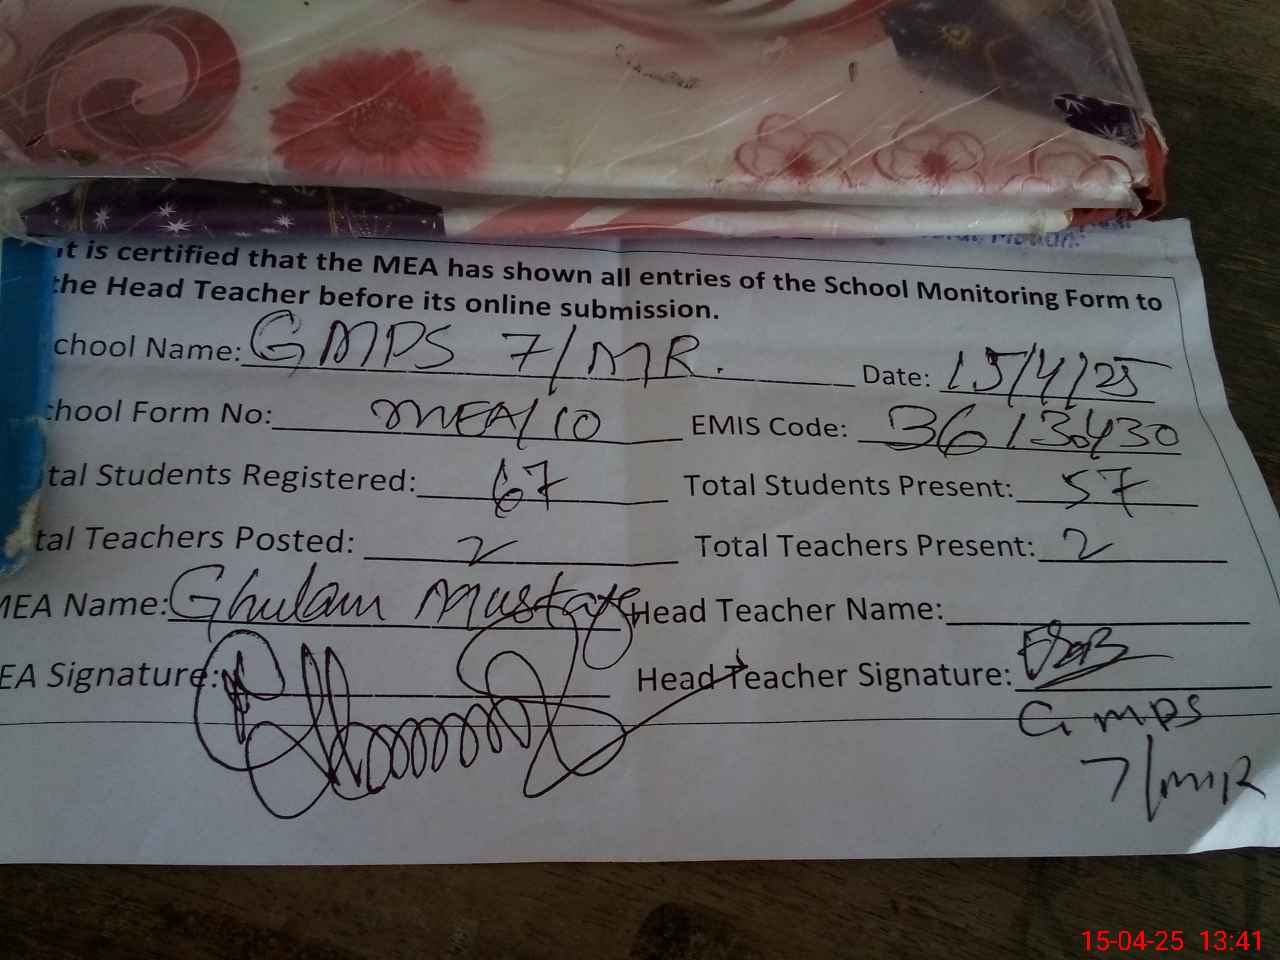 it is certified that the MEA has shown all entries of the School Monitoring Form to
the Head Teacher before its online submission.
chool Name: GMPS 7/MR. Date: 15/4/25
chool Form No: MEA/10 EMIS Code: 36130430
tal Students Registered: 67 Total Students Present: 57
tal Teachers Posted: 2 Total Teachers Present: 2
MEA Name: Ghulam Mustafa Head Teacher Name:
EA Signature: Head Teacher Signature:
GMPS
7/MR
15-04-25 13:41